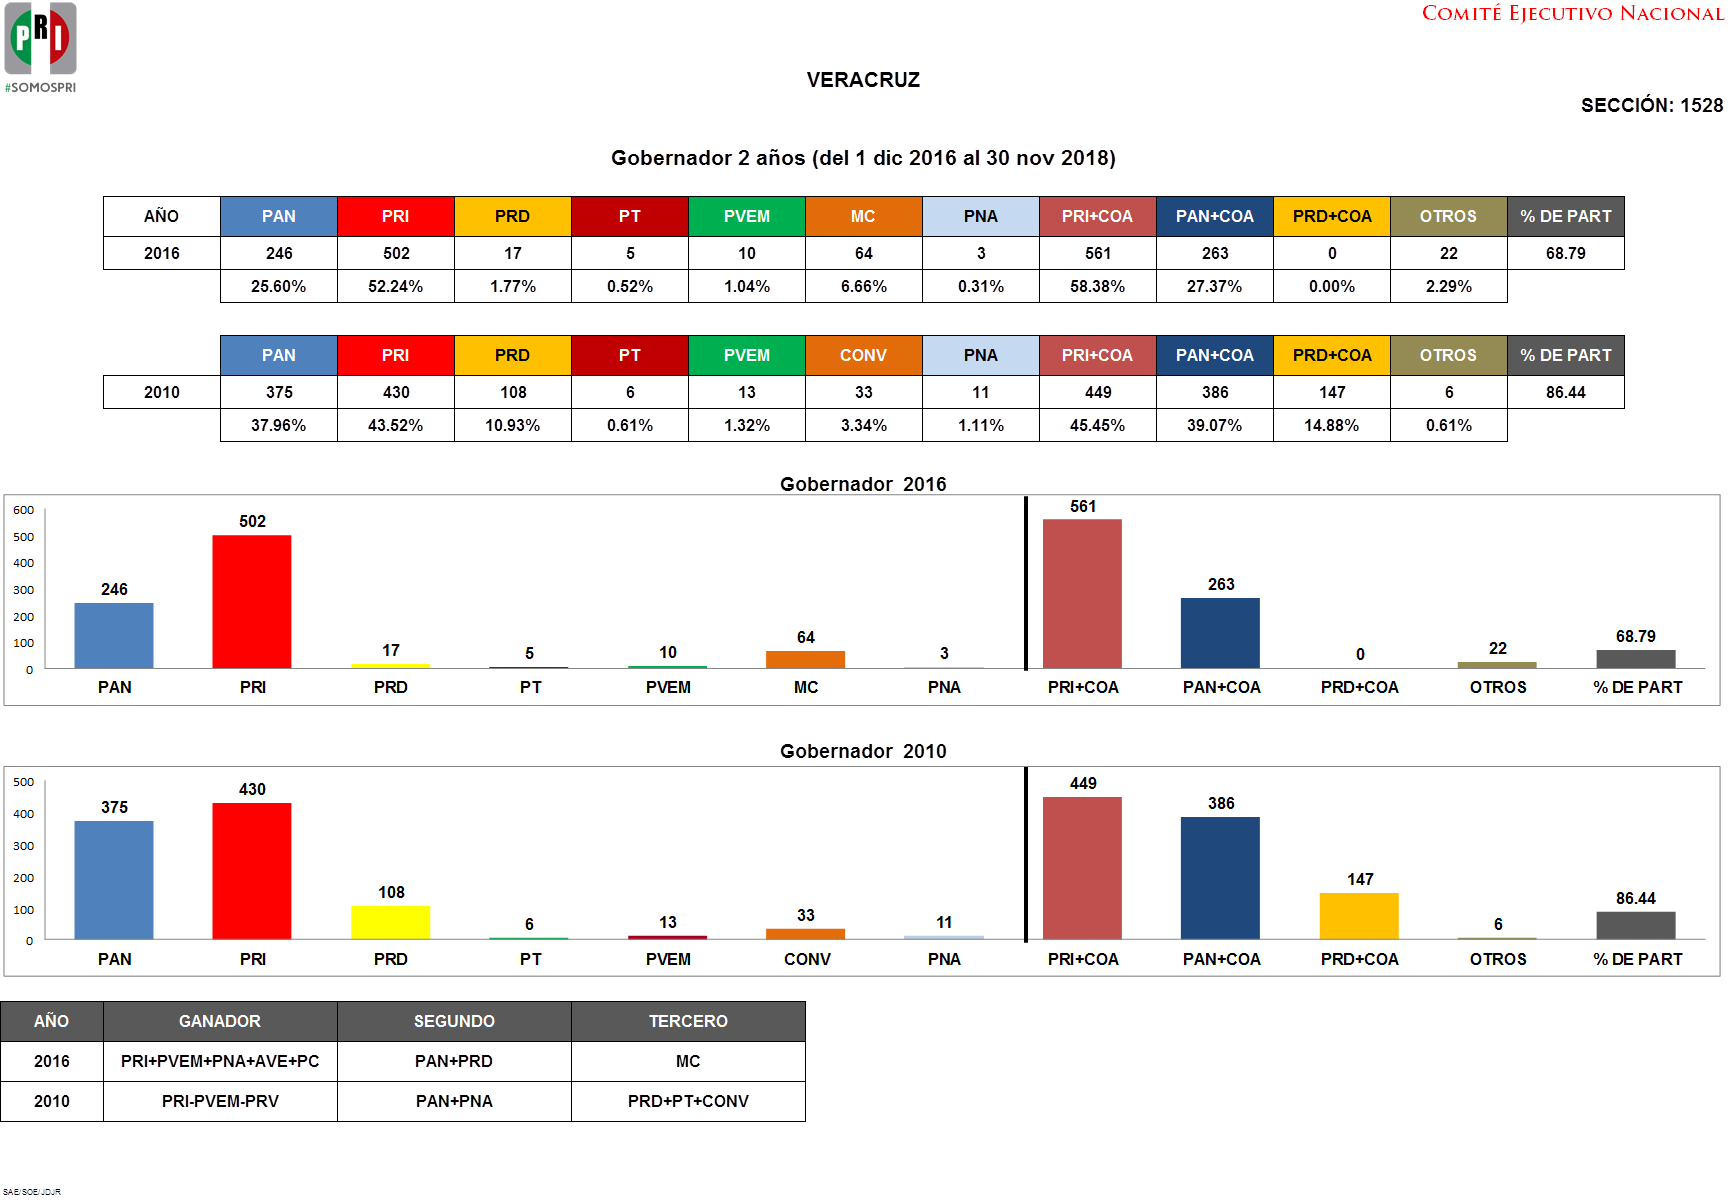 PRI
#SOMOSPRI
COMITÉ EJECUTIVO NACIONAL
VERACRUZ
SECCIÓN: 1528
Gobernador 2 años (del 1 dic 2016 al 30 nov 2018)
AÑO PAN PRI PRD PT PVEM MC PNA PRI+COA PAN+COA PRD+COA OTROS % DE PART
2016 246 502 17 5 10 64 3 561 263 0 22 68.79
25.60% 52.24% 1.77% 0.52% 1.04% 6.66% 0.31% 58.38% 27.37% 0.00% 2.29%
PAN PRI PRD PT PVEM CONV PNA PRI+COA PAN+COA PRD+COA OTROS % DE PART
2010 375 430 108 6 13 33 11 449 386 147 6 86.44
37.96% 43.52% 10.93% 0.61% 1.32% 3.34% 1.11% 45.45% 39.07% 14.88% 0.61%
Gobernador 2016
600
500
400
300
200
100
0
246 502 17 5 10 64 3 561 263 0 22 68.79
PAN PRI PRD PT PVEM MC PNA PRI+COA PAN+COA PRD+COA OTROS % DE PART
Gobernador 2010
500
400
300
200
100
0
375 430 108 6 13 33 11 449 386 147 6 86.44
PAN PRI PRD PT PVEM CONV PNA PRI+COA PAN+COA PRD+COA OTROS % DE PART
AÑO GANADOR SEGUNDO TERCERO
2016 PRI+PVEM+PNA+AVE+PC PAN+PRD MC
2010 PRI-PVEM-PRV PAN+PNA PRD+PT+CONV
SAE/SOE/JDJR